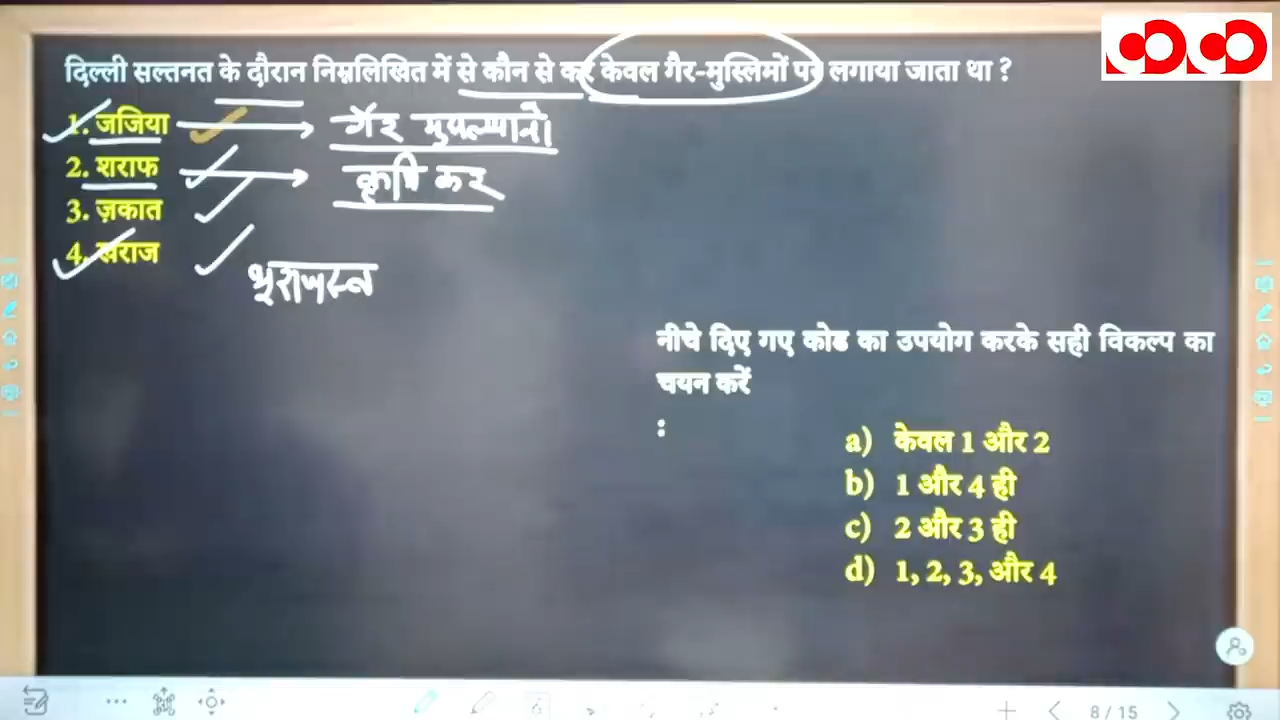 दिल्ली सल्तनत के दौरान निम्नलिखित में से कौन से कर केवल गैर-मुस्लिमों पर लगाया जाता था ?
1. जजिया → गैर मुसलमानो
2. शराफ → कृषि कर
3. ज़कात
4. खराज
भूराजस्व
नीचे दिए गए कोड का उपयोग करके सही विकल्प का
चयन करें
:
a) केवल 1 और 2
b) 1 और 4 ही
c) 2 और 3 ही
d) 1, 2, 3, और 4
8 / 15